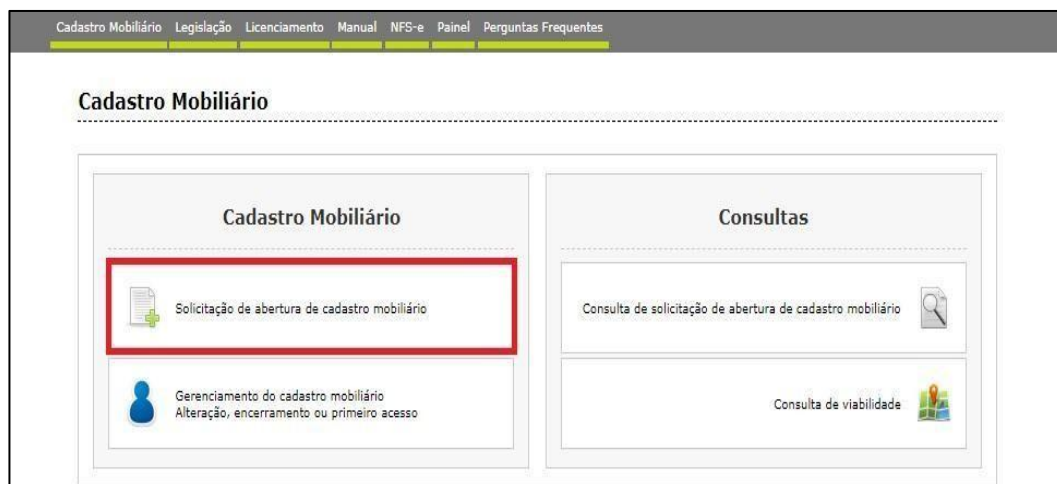 Cadastro Mobiliário Legislação Licenciamento Manual NFS-e Painel Perguntas Frequentes
Cadastro Mobiliário
Cadastro Mobiliário
Solicitação de abertura de cadastro mobiliário
Gerenciamento do cadastro mobiliário
Alteração, encerramento ou primeiro acesso
Consultas
Consulta de solicitação de abertura de cadastro mobiliário
Consulta de viabilidade